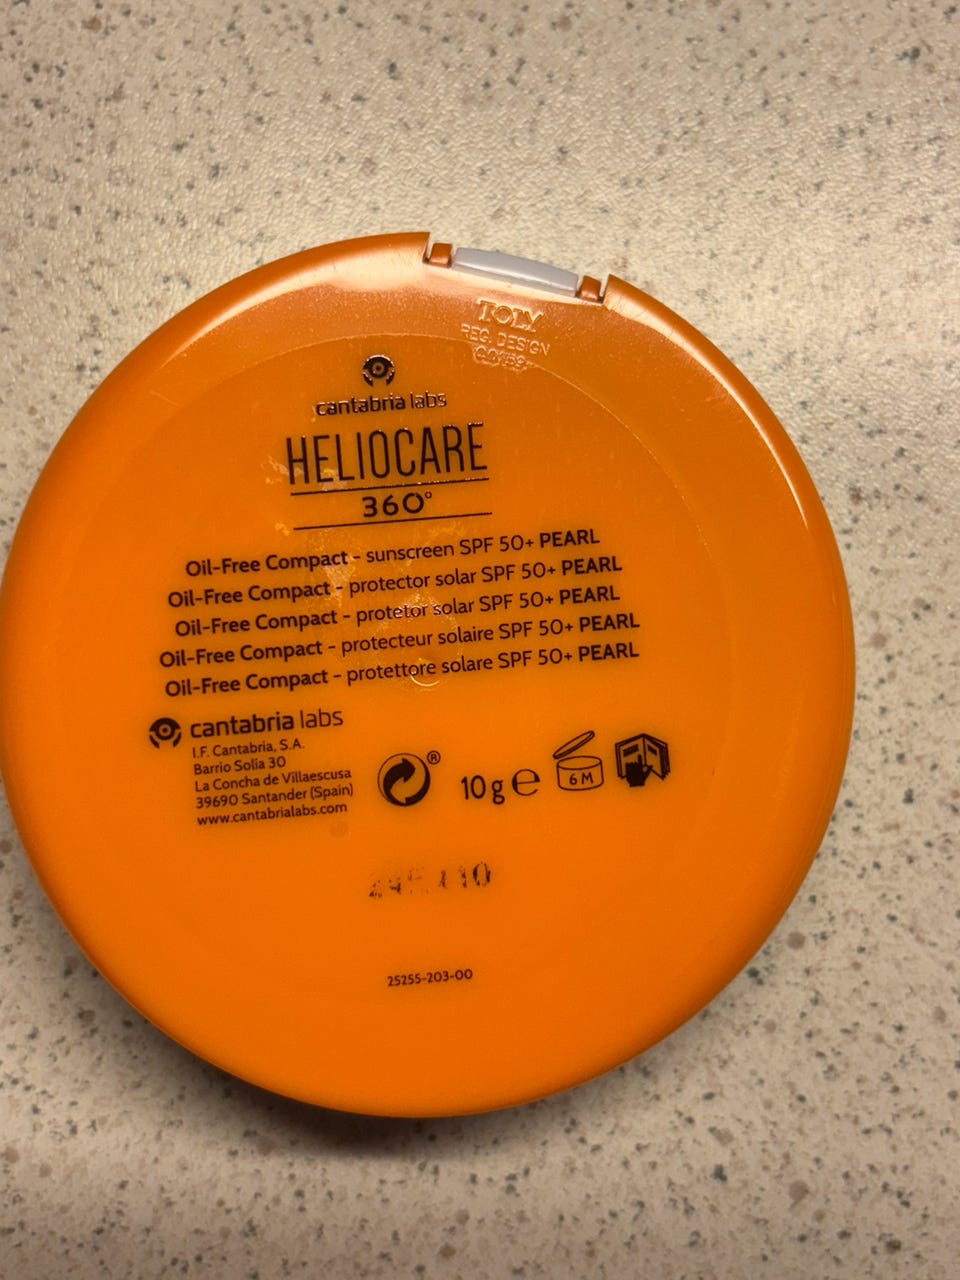 TOLY
REG. DESIGN
cantabria labs
HELIOCARE
360°
Oil-Free Compact - sunscreen SPF 50+ PEARL
Oil-Free Compact - protector solar SPF 50+ PEARL
Oil-Free Compact - protetor solar SPF 50+ PEARL
Oil-Free Compact - protecteur solaire SPF 50+ PEARL
Oil-Free Compact - protettore solare SPF 50+ PEARL
cantabria labs
I.F. Cantabria, S.A.
Barrio Solía 30
La Concha de Villaescusa
39690 Santander (Spain)
www.cantabrialabs.com
® 10 g ℮ 6 M
25255-203-00